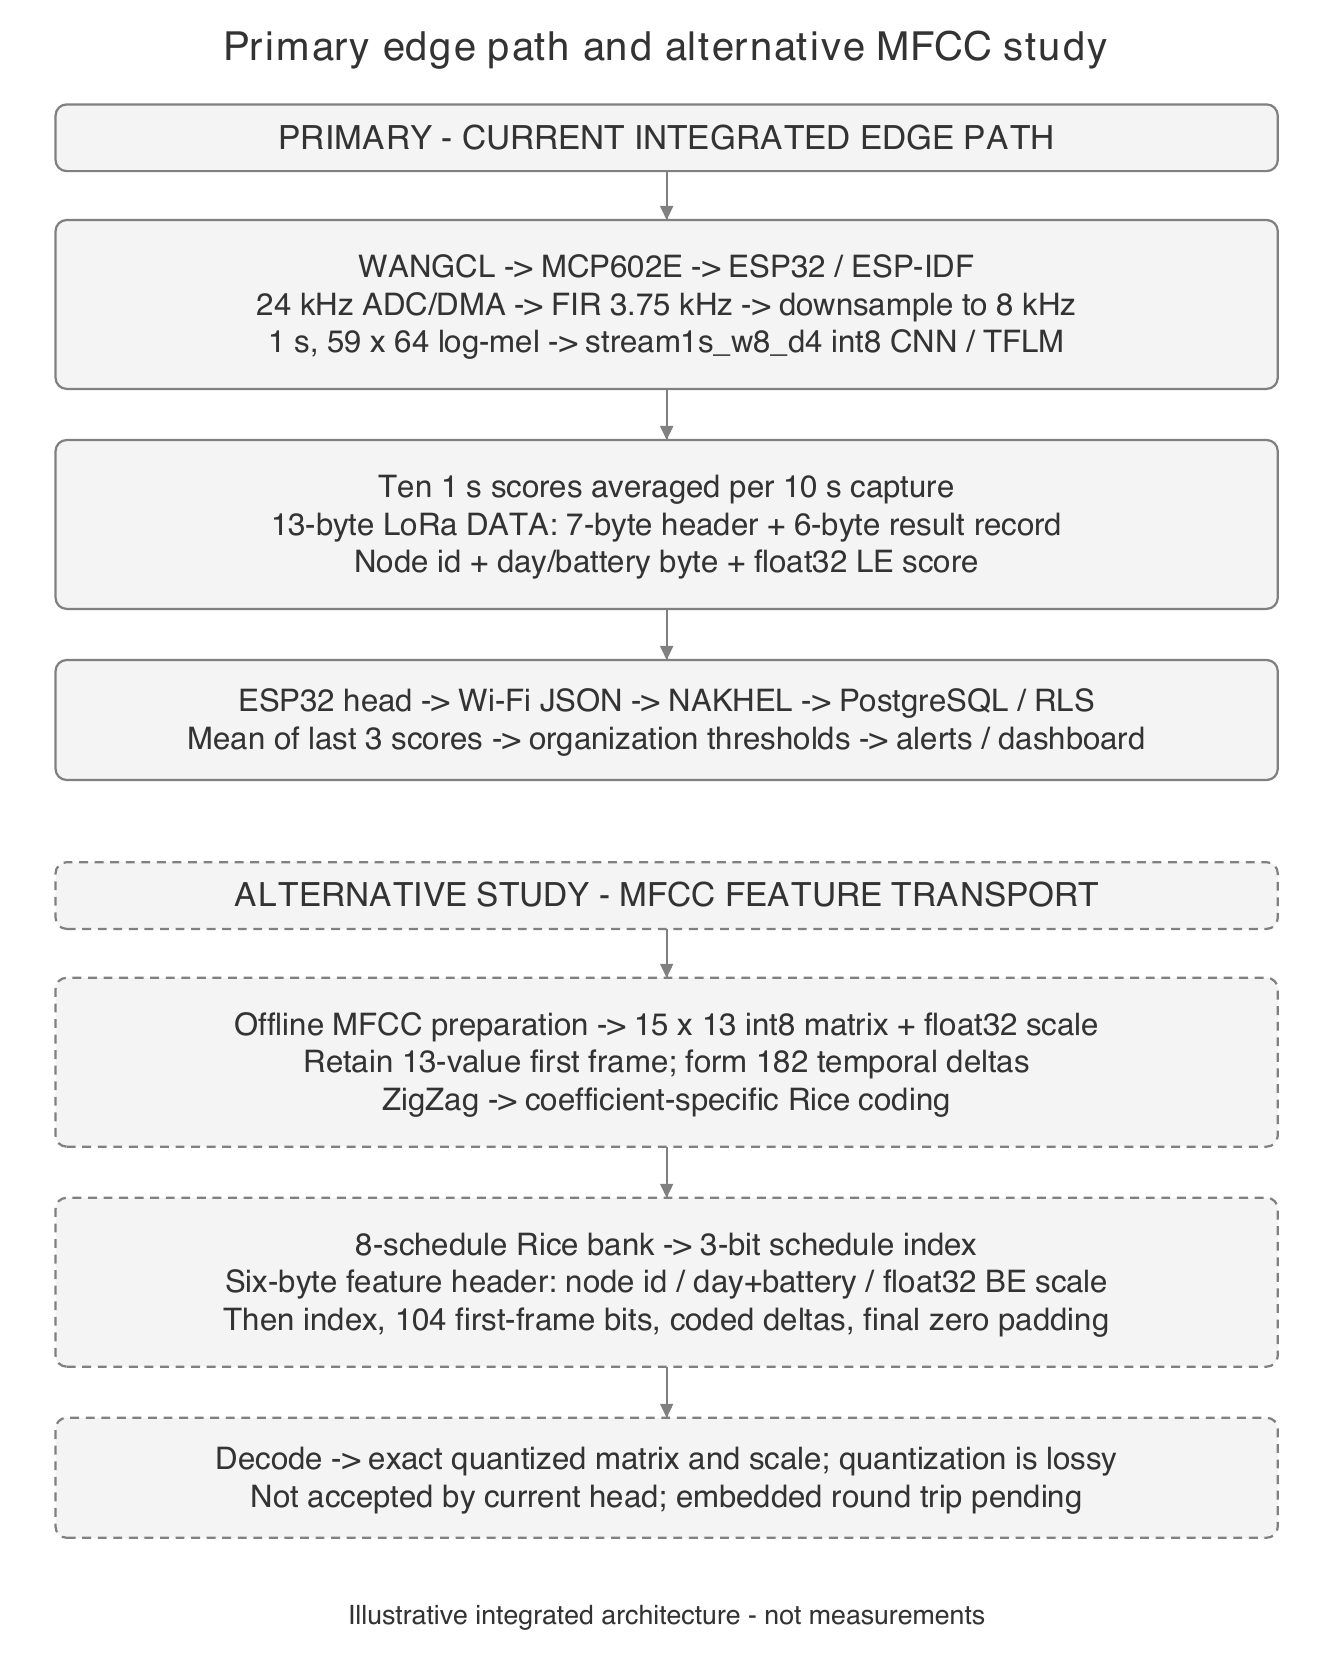 Primary edge path and alternative MFCC study
PRIMARY - CURRENT INTEGRATED EDGE PATH
WANGCL -> MCP602E -> ESP32 / ESP-IDF
24 kHz ADC/DMA -> FIR 3.75 kHz -> downsample to 8 kHz
1 s, 59 x 64 log-mel -> stream1s_w8_d4 int8 CNN / TFLM
Ten 1 s scores averaged per 10 s capture
13-byte LoRa DATA: 7-byte header + 6-byte result record
Node id + day/battery byte + float32 LE score
ESP32 head -> Wi-Fi JSON -> NAKHEL -> PostgreSQL / RLS
Mean of last 3 scores -> organization thresholds -> alerts / dashboard
ALTERNATIVE STUDY - MFCC FEATURE TRANSPORT
Offline MFCC preparation -> 15 x 13 int8 matrix + float32 scale
Retain 13-value first frame; form 182 temporal deltas
ZigZag -> coefficient-specific Rice coding
8-schedule Rice bank -> 3-bit schedule index
Six-byte feature header: node id / day+battery / float32 BE scale
Then index, 104 first-frame bits, coded deltas, final zero padding
Decode -> exact quantized matrix and scale; quantization is lossy
Not accepted by current head; embedded round trip pending
Illustrative integrated architecture - not measurements